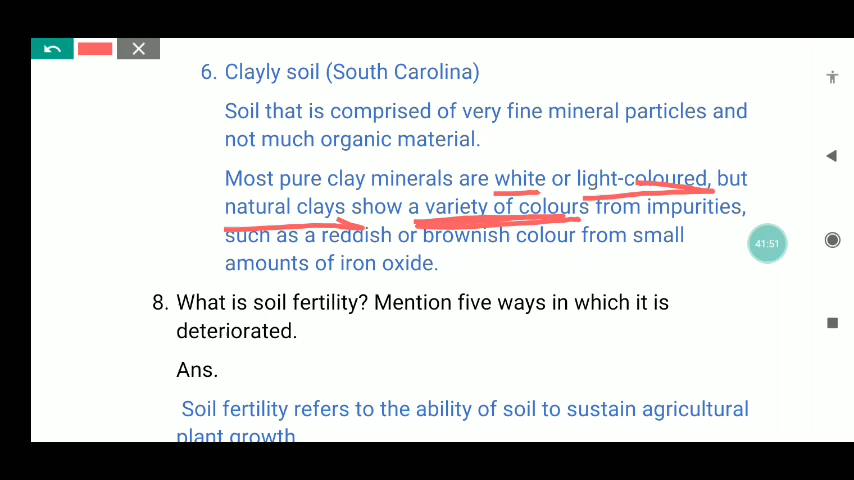 6. Clayly soil (South Carolina)
Soil that is comprised of very fine mineral particles and
not much organic material.
Most pure clay minerals are white or light-coloured, but
natural clays show a variety of colours from impurities,
such as a reddish or brownish colour from small
41:51
amounts of iron oxide.
8. What is soil fertility? Mention five ways in which it is
deteriorated.
Ans.
Soil fertility refers to the ability of soil to sustain agricultural
plant growth